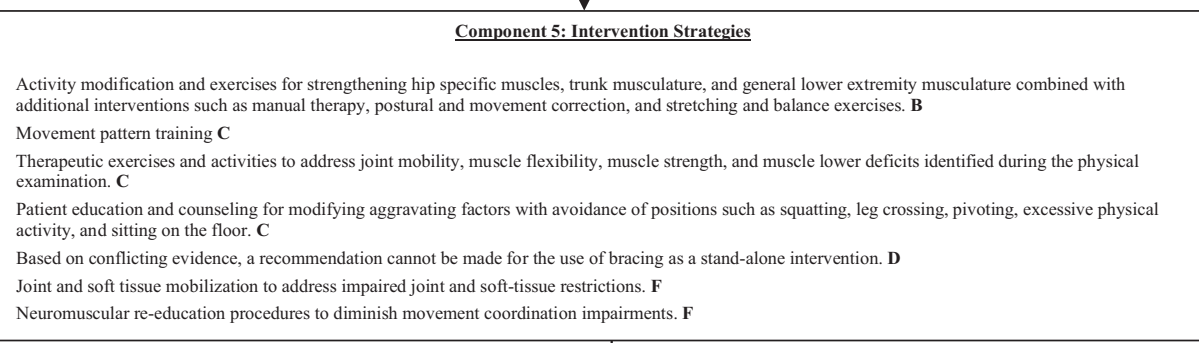 Component 5: Intervention Strategies
Activity modification and exercises for strengthening hip specific muscles, trunk musculature, and general lower extremity musculature combined with
additional interventions such as manual therapy, postural and movement correction, and stretching and balance exercises. B
Movement pattern training C
Therapeutic exercises and activities to address joint mobility, muscle flexibility, muscle strength, and muscle lower deficits identified during the physical
examination. C
Patient education and counseling for modifying aggravating factors with avoidance of positions such as squatting, leg crossing, pivoting, excessive physical
activity, and sitting on the floor. C
Based on conflicting evidence, a recommendation cannot be made for the use of bracing as a stand-alone intervention. D
Joint and soft tissue mobilization to address impaired joint and soft-tissue restrictions. F
Neuromuscular re-education procedures to diminish movement coordination impairments. F